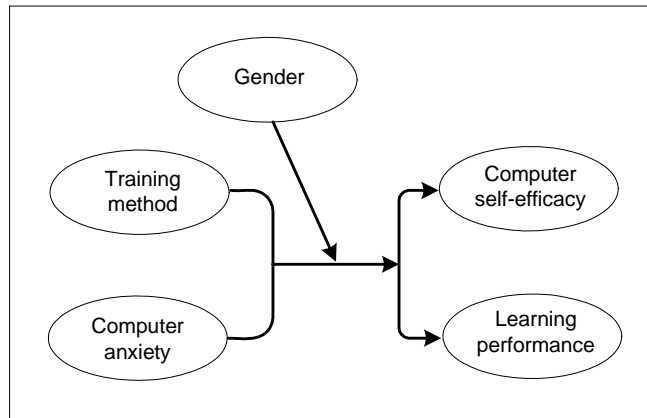 Gender
Training
method
Computer
self-efficacy
Computer
anxiety
Learning
performance